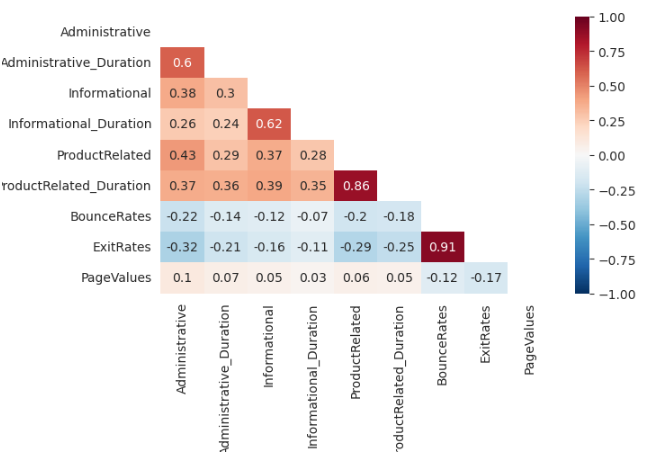 Administrative
Administrative_Duration 0.6
Informational 0.38 0.3
Informational_Duration 0.26 0.24 0.62
ProductRelated 0.43 0.29 0.37 0.28
roductRelated_Duration 0.37 0.36 0.39 0.35 0.86
BounceRates -0.22 -0.14 -0.12 -0.07 -0.2 -0.18
ExitRates -0.32 -0.21 -0.16 -0.11 -0.29 -0.25 0.91
PageValues 0.1 0.07 0.05 0.03 0.06 0.05 -0.12 -0.17
Administrative
Administrative_Duration
Informational
Informational_Duration
ProductRelated
roductRelated_Duration
BounceRates
ExitRates
PageValues
1.00
0.75
0.50
0.25
0.00
−0.25
−0.50
−0.75
−1.00